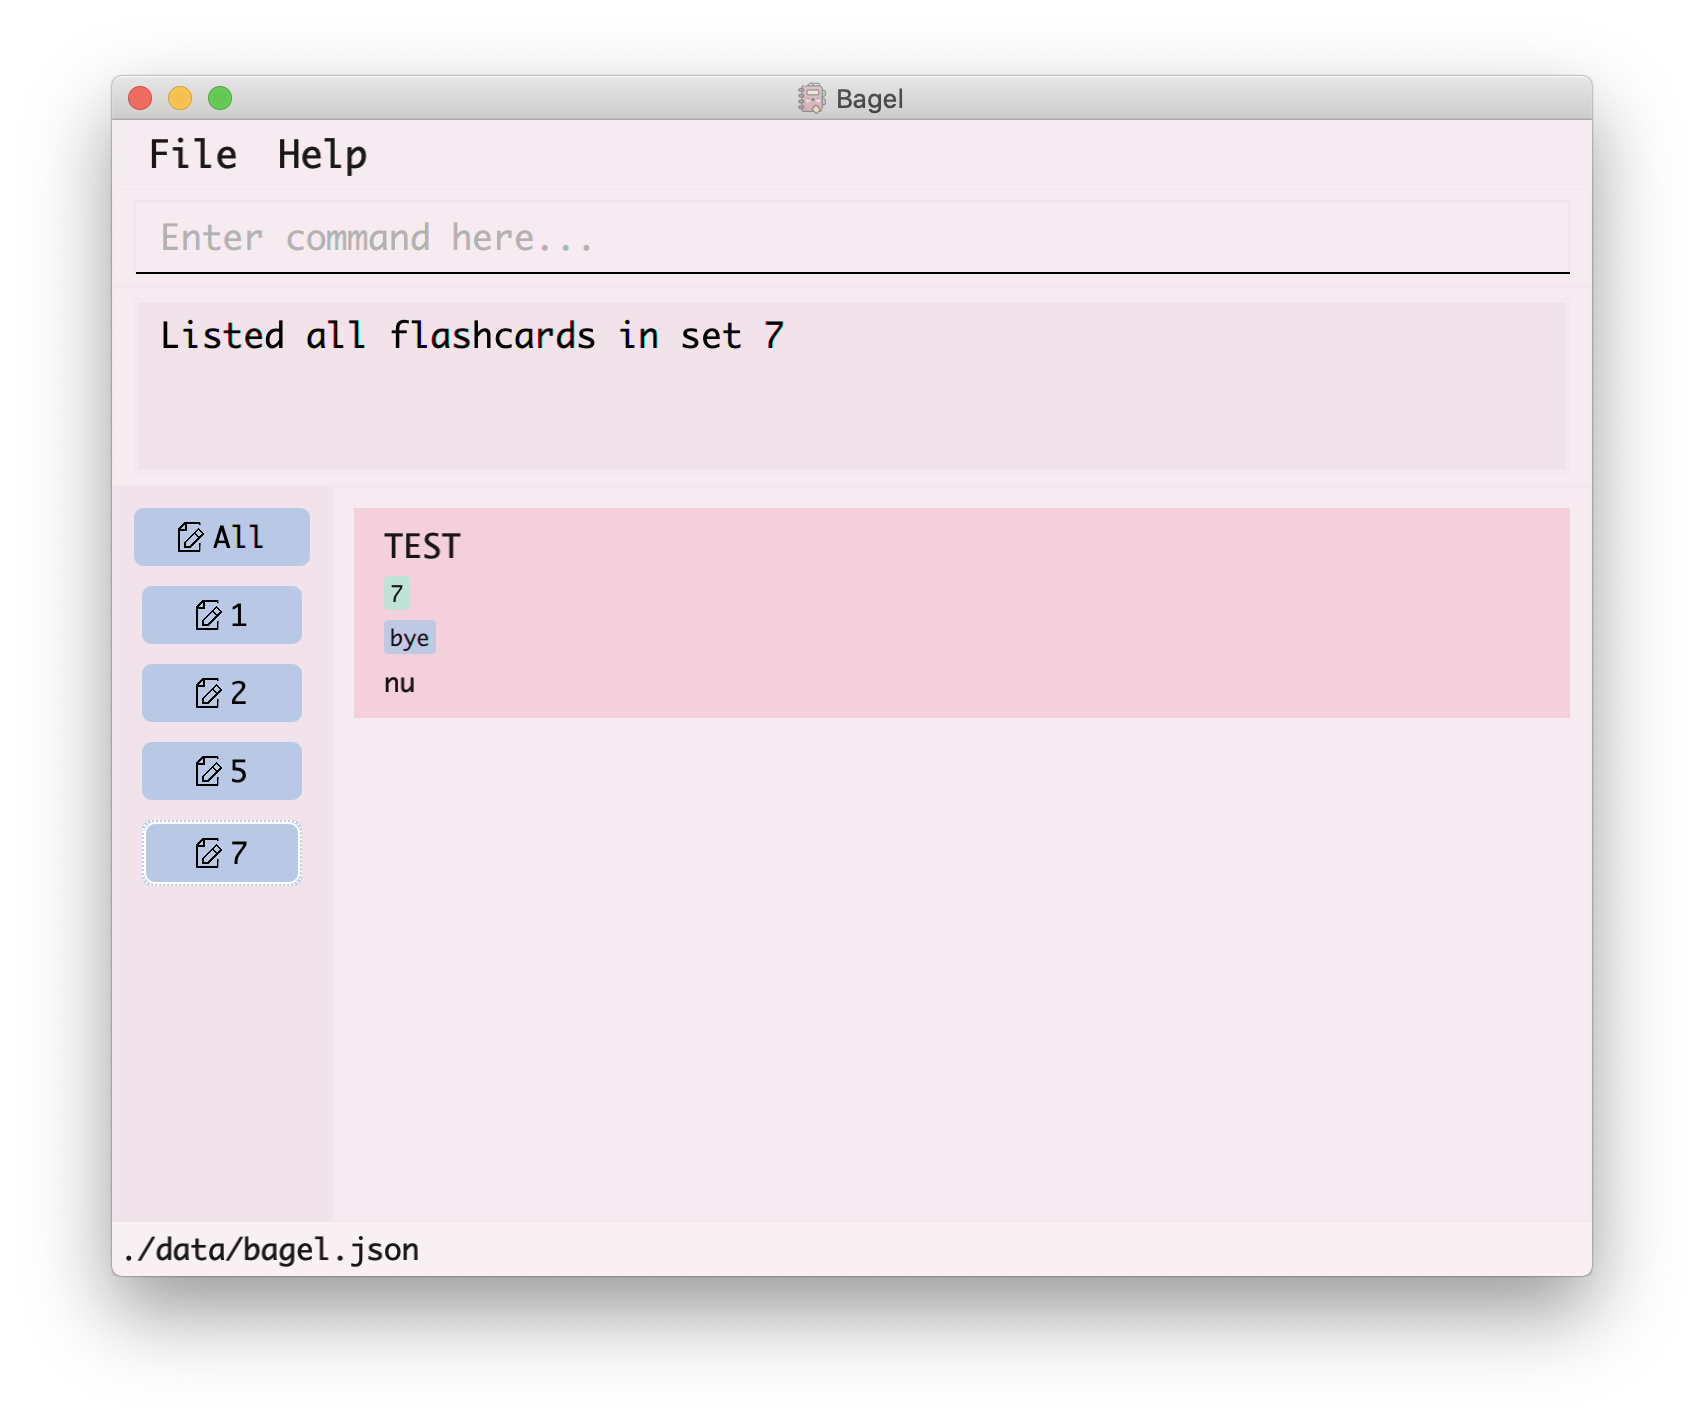 Bagel
File Help
Enter command here...
Listed all flashcards in set 7
All
1
2
5
7
TEST
7
bye
nu
./data/bagel.json